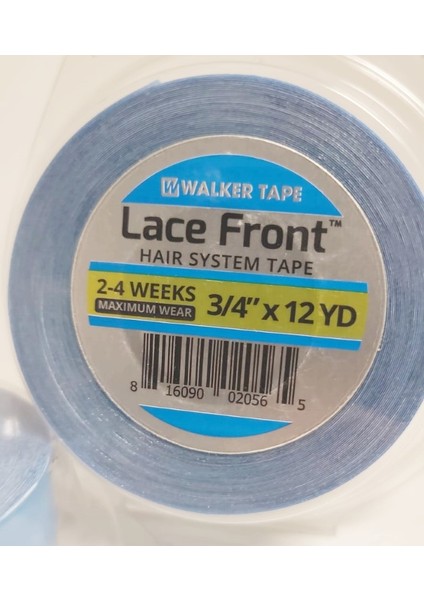 WALKER TAPE
Lace Front™
HAIR SYSTEM TAPE
2-4 WEEKS
MAXIMUM WEAR
3/4" x 12 YD
8 16090 02056 5